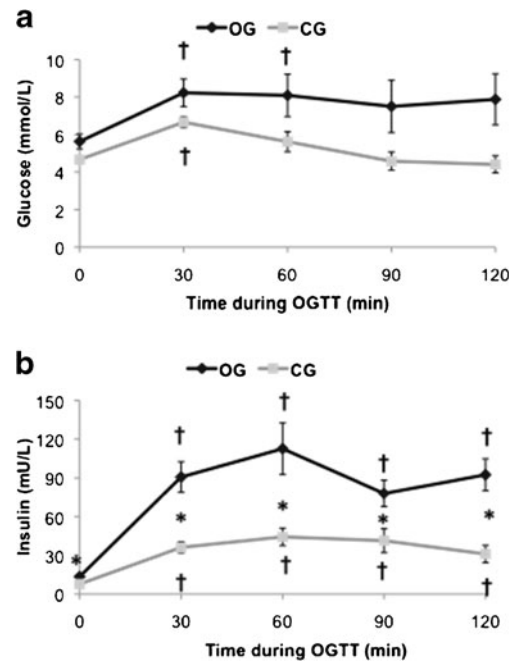 a
OG CG
Glucose (mmol/L)
10
8
6
4
2
0
† †
†
0 30 60 90 120
Time during OGTT (min)
b
OG CG
Insulin (mU/L)
150
120
90
60
30
0
† † † †
* * * * *
† † † †
0 30 60 90 120
Time during OGTT (min)